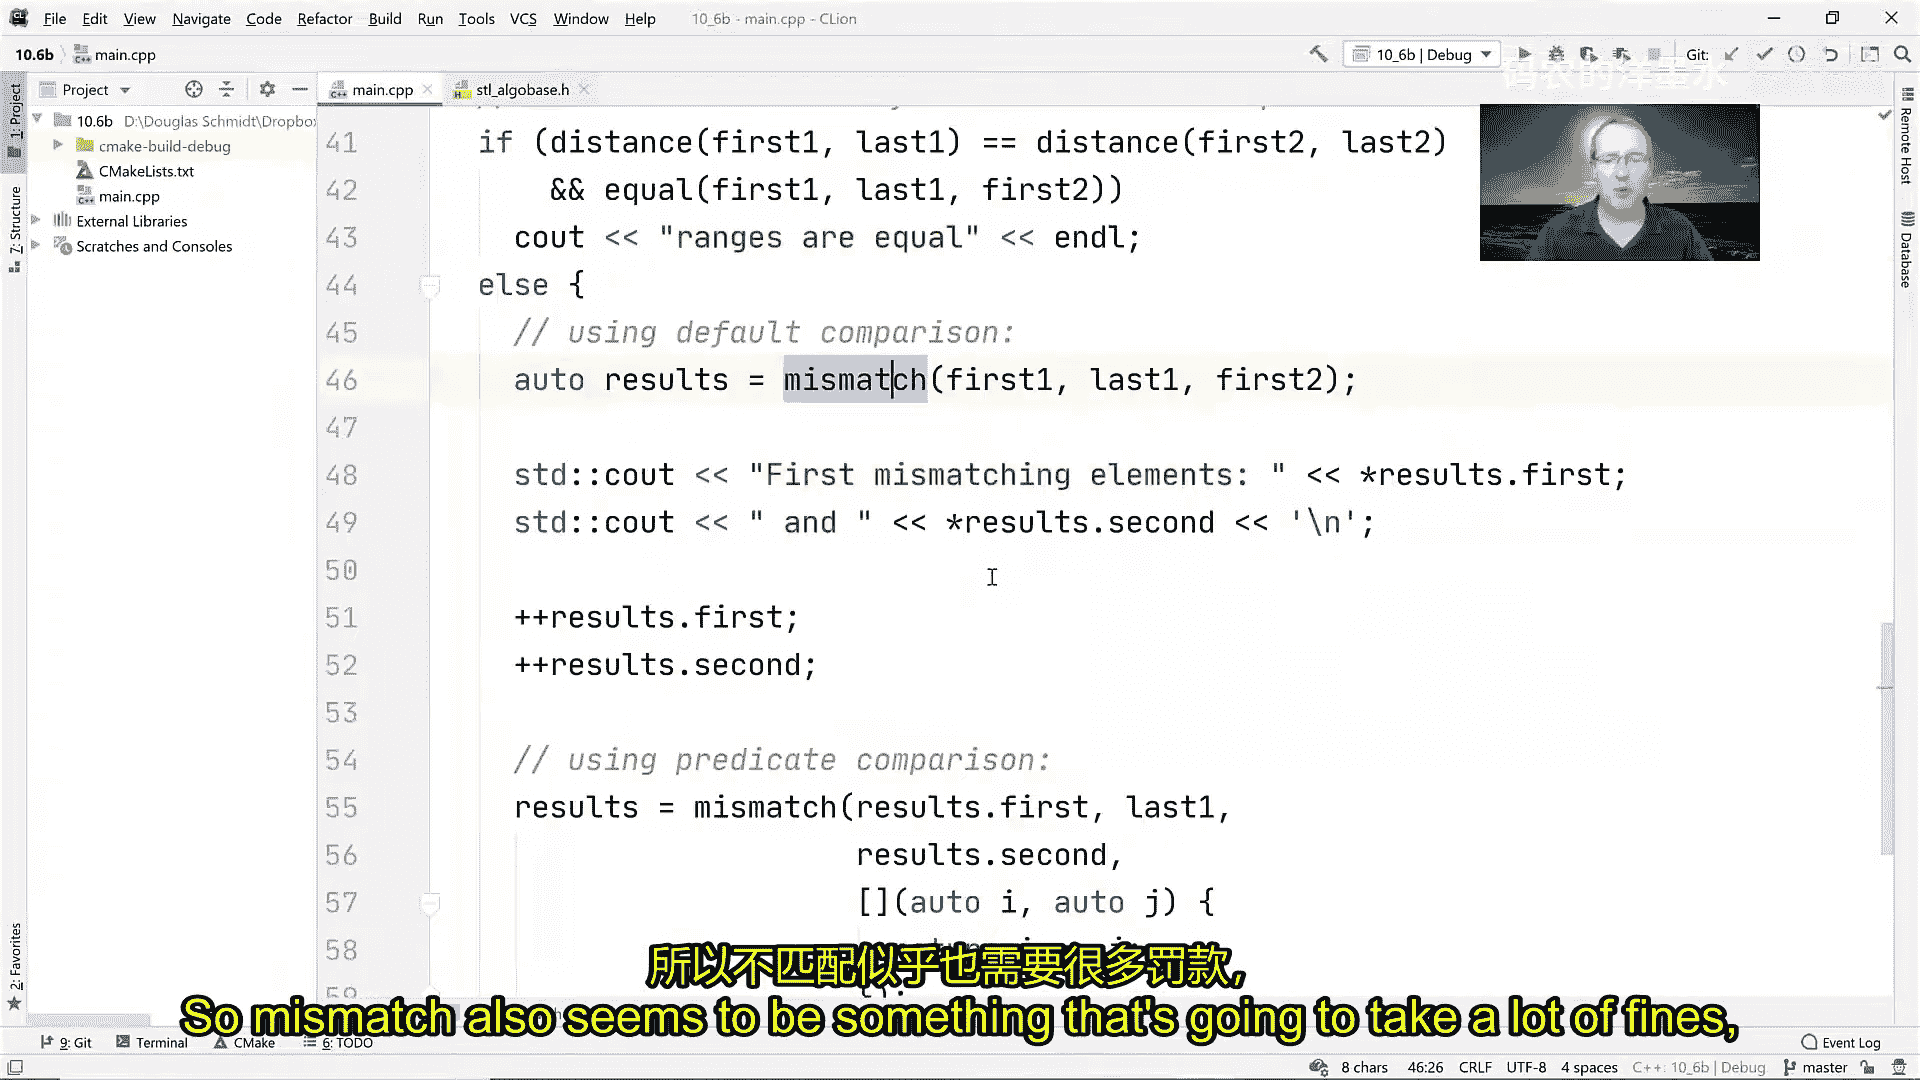 File Edit View Navigate Code Refactor Build Run Tools VCS Window Help 10_6b - main.cpp - CLion
10.6b main.cpp 10_6b | Debug Git:
码农的洋墨水
Project main.cpp stl_algobase.h
1: Project
7: Structure
2: Favorites
Remote Host
Database
10.6b D:\Douglas Schmidt\Dropbox
cmake-build-debug
CMakeLists.txt
main.cpp
External Libraries
Scratches and Consoles
41 if (distance(first1, last1) == distance(first2, last2)
42 && equal(first1, last1, first2))
43 cout << "ranges are equal" << endl;
44 else {
45 // using default comparison:
46 auto results = mismatch(first1, last1, first2);
47
48 std::cout << "First mismatching elements: " << *results.first;
49 std::cout << " and " << *results.second << '\n';
50
51 ++results.first;
52 ++results.second;
53
54 // using predicate comparison:
55 results = mismatch(results.first, last1,
56 results.second,
57 [](auto i, auto j) {
58
59
所以不匹配似乎也需要很多罚款,
So mismatch also seems to be something that's going to take a lot of fines,
9: Git Terminal CMake 6: TODO Event Log
8 chars 46:26 CRLF UTF-8 4 spaces C++: 10_6b | Debug master